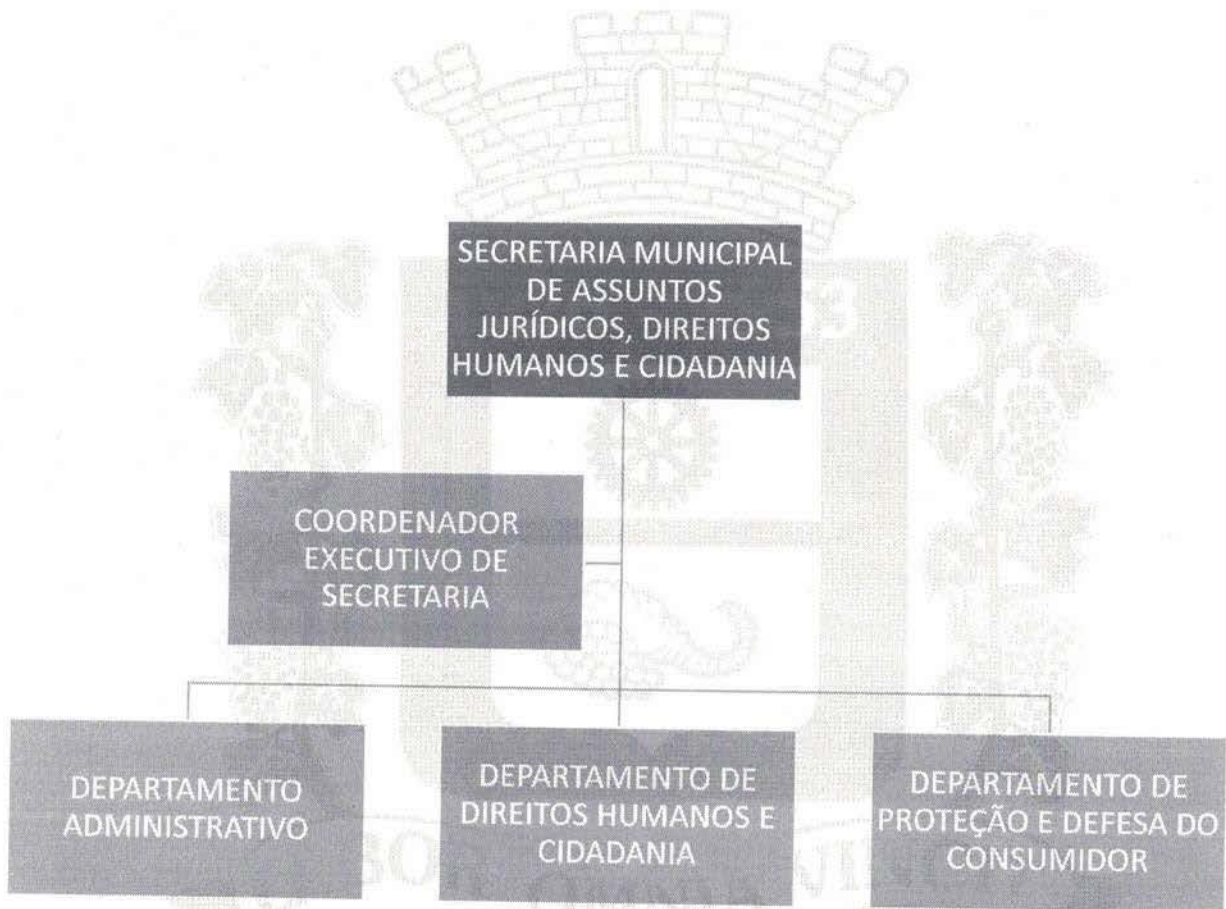 SECRETARIA MUNICIPAL
DE ASSUNTOS
JURÍDICOS, DIREITOS
HUMANOS E CIDADANIA
COORDENADOR
EXECUTIVO DE
SECRETARIA
DEPARTAMENTO
ADMINISTRATIVO
DEPARTAMENTO DE
DIREITOS HUMANOS E
CIDADANIA
DEPARTAMENTO DE
PROTEÇÃO E DEFESA DO
CONSUMIDOR